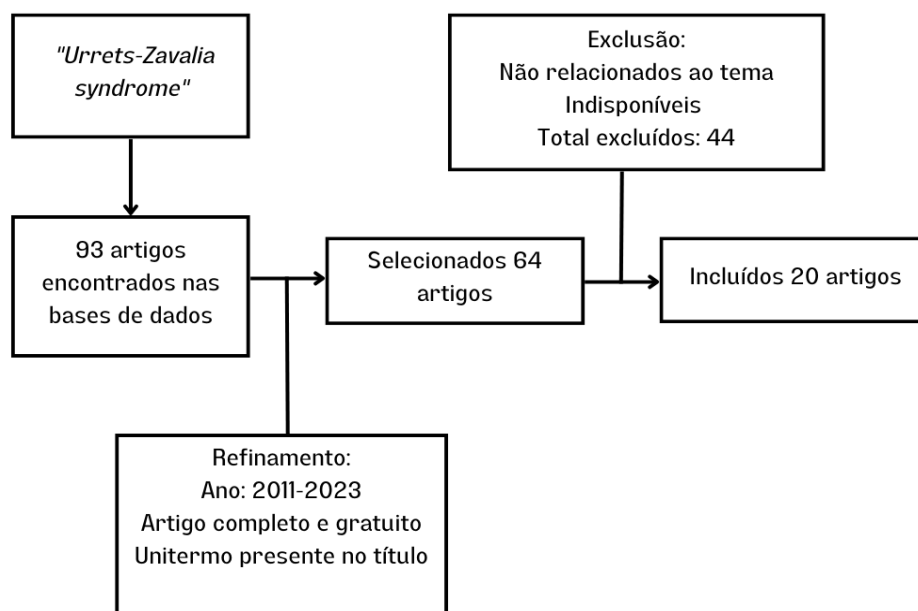 "Urrets-Zavalia
syndrome"
93 artigos
encontrados nas
bases de dados
Refinamento:
Ano: 2011-2023
Artigo completo e gratuito
Unitermo presente no título
Selecionados 64
artigos
Exclusão:
Não relacionados ao tema
Indisponíveis
Total excluídos: 44
Incluídos 20 artigos